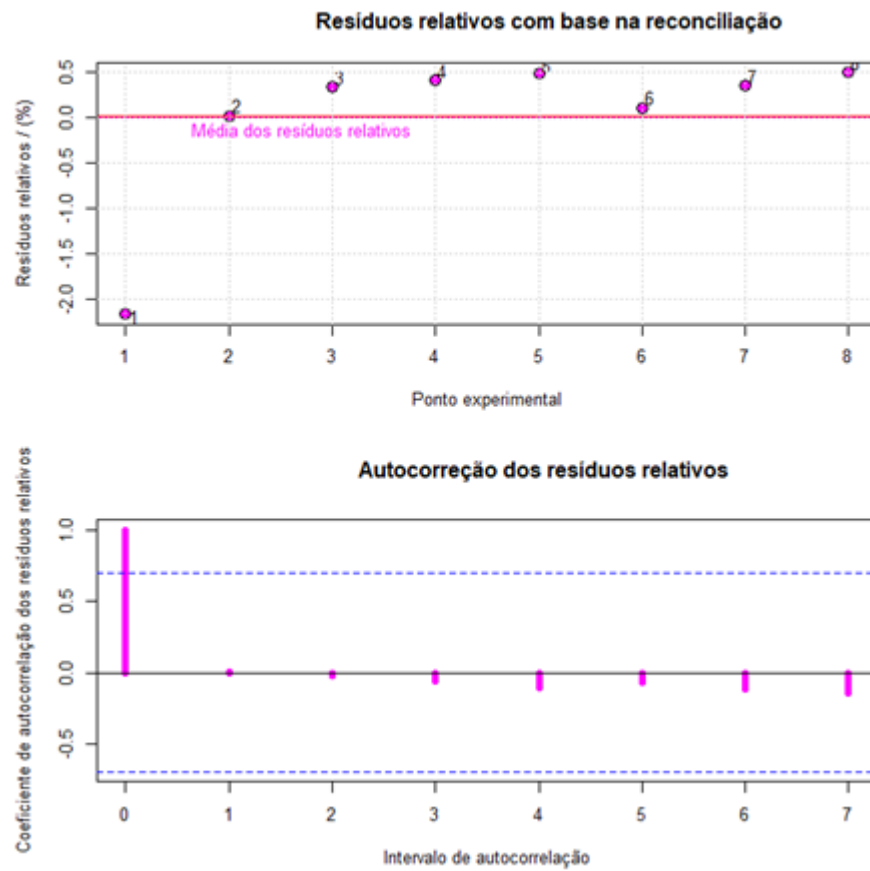 Resíduos relativos com base na reconciliação
Resíduos relativos / (%)
0.5
0.0
-0.5
-1.0
-1.5
-2.0
1
2
3
4
6
7
Média dos resíduos relativos
1 2 3 4 5 6 7 8
Ponto experimental
Autocorreção dos resíduos relativos
Coeficiente de autocorrelação dos resíduos relativos
1.0
0.5
0.0
-0.5
0 1 2 3 4 5 6 7
Intervalo de autocorrelação